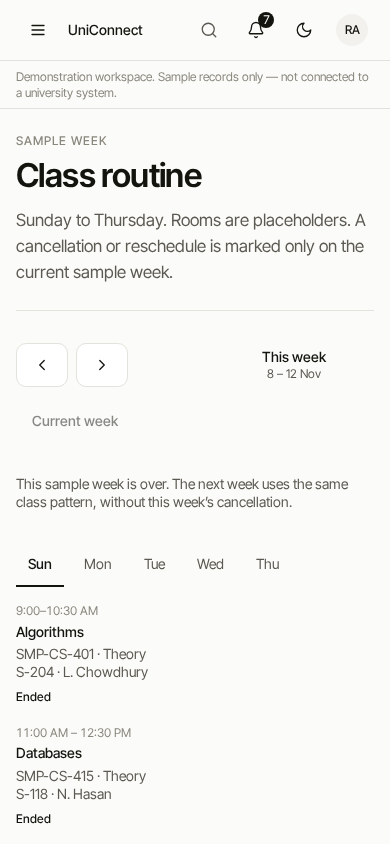 UniConnect
7
RA
Demonstration workspace. Sample records only — not connected to
a university system.
SAMPLE WEEK
Class routine
Sunday to Thursday. Rooms are placeholders. A
cancellation or reschedule is marked only on the
current sample week.
This week
8 – 12 Nov
Current week
This sample week is over. The next week uses the same
class pattern, without this week’s cancellation.
Sun Mon Tue Wed Thu
9:00–10:30 AM
Algorithms
SMP-CS-401 · Theory
S-204 · L. Chowdhury
Ended
11:00 AM – 12:30 PM
Databases
SMP-CS-415 · Theory
S-118 · N. Hasan
Ended